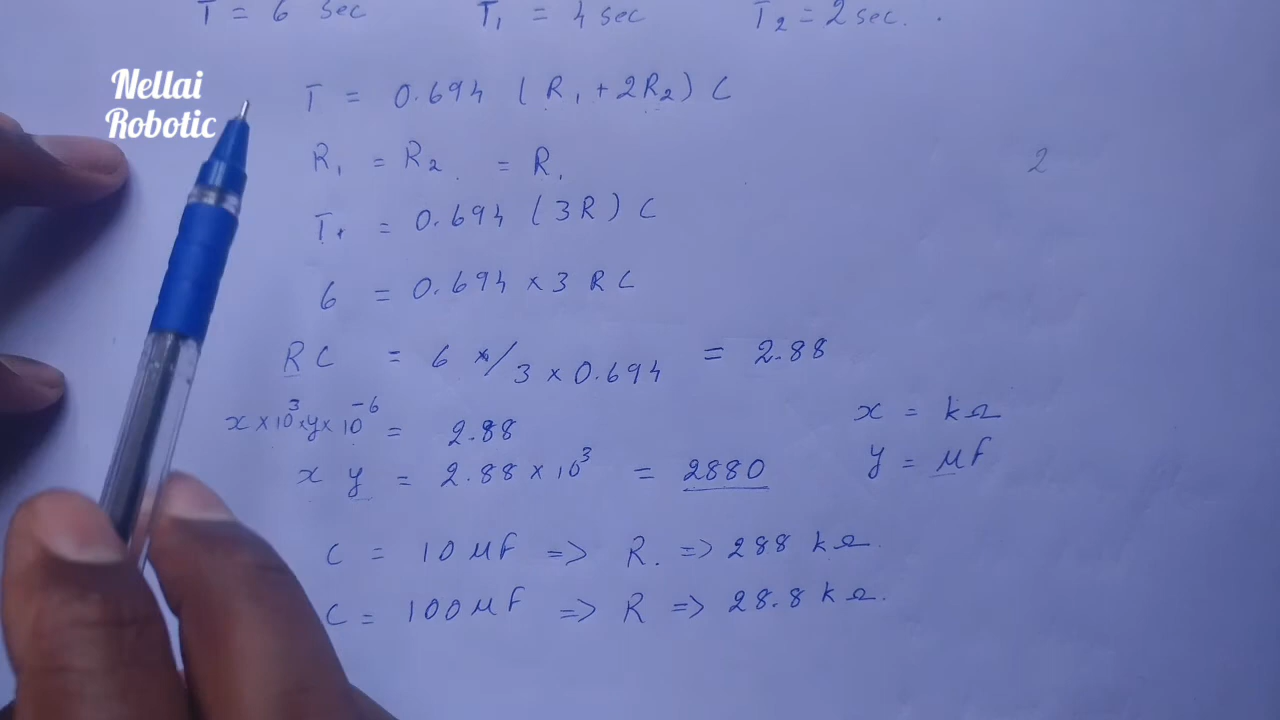 T = 6 sec T₁ = 4 sec T₂ = 2 sec.
Nellai
Robotic
T = 0.694 (R₁ + 2R₂) C
R₁ = R₂ = R.
2
T. = 0.694 (3R) C
6 = 0.694 × 3 RC
RC = 6 / 3 × 0.694 = 2.88
x × 10³ × y × 10⁻⁶ = 2.88
x = kΩ
x y = 2.88 × 10³ = 2880
y = μF
C = 10 μF => R. => 288 kΩ.
C = 100 μF => R => 28.8 kΩ.